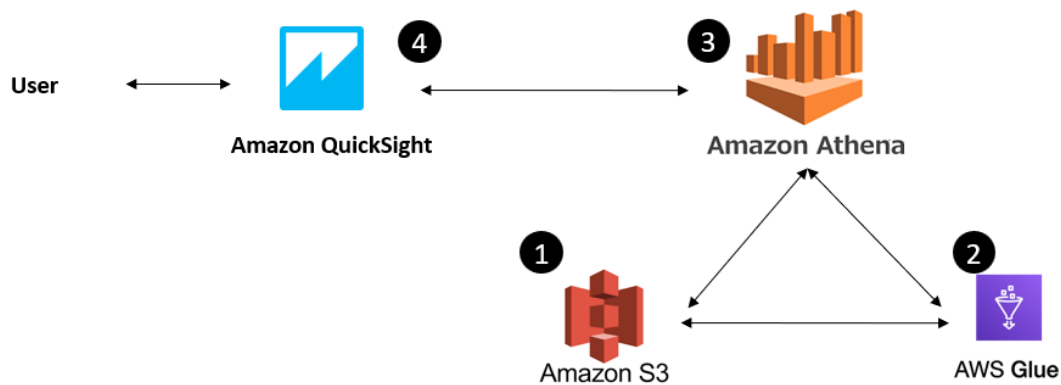 4
3
User
Amazon QuickSight
Amazon Athena
1
2
Amazon S3
AWS Glue